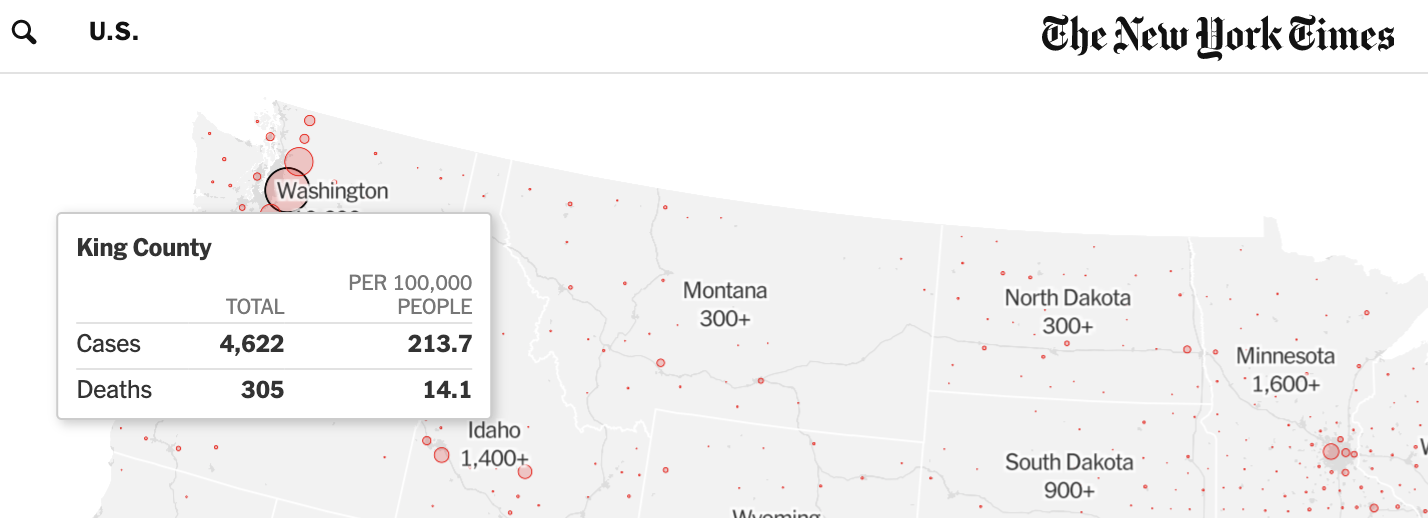 U.S.
The New York Times
Washington
King County
TOTAL
PER 100,000
PEOPLE
Cases 4,622 213.7
Deaths 305 14.1
Montana
300+
North Dakota
300+
Minnesota
1,600+
Idaho
1,400+
South Dakota
900+
Wyoming